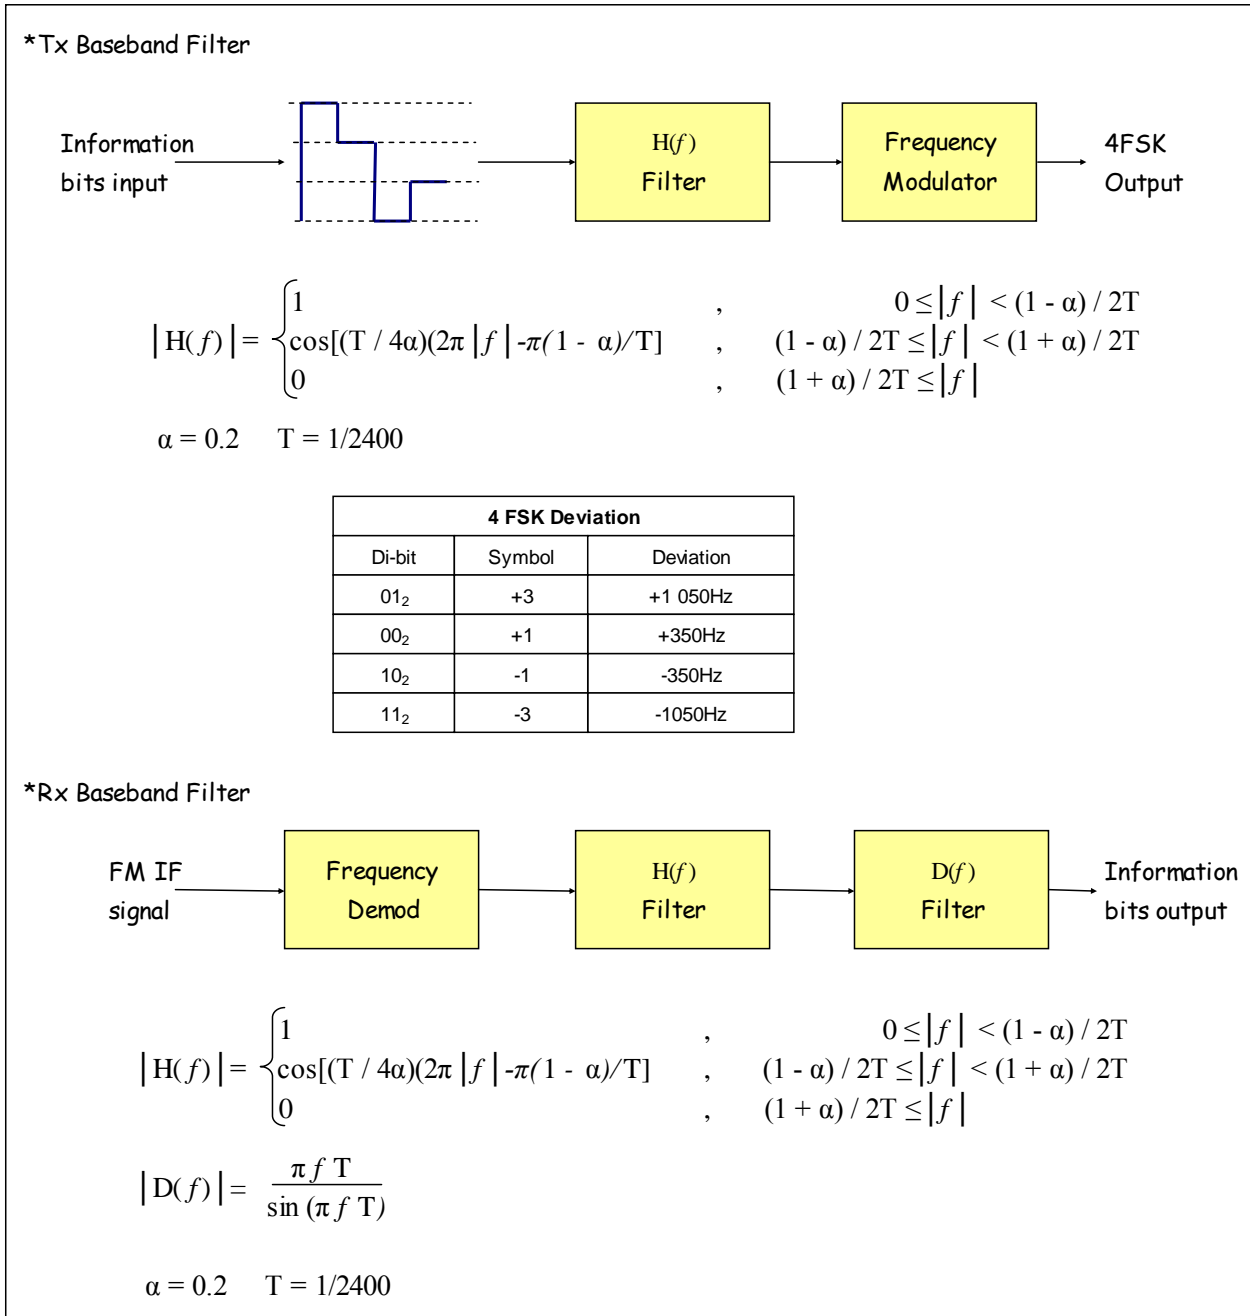 *Tx Baseband Filter
Information
bits input
H(f)
Filter
Frequency
Modulator
4FSK
Output
1 , 0 ≤ |f| < (1 - α) / 2T
|H(f)| = cos[(T / 4α)(2π |f| -π(1 - α)/T] , (1 - α) / 2T ≤ |f| < (1 + α) / 2T
0 , (1 + α) / 2T ≤ |f|
α = 0.2 T = 1/2400
4 FSK Deviation
Di-bit Symbol Deviation
01₂ +3 +1 050Hz
00₂ +1 +350Hz
10₂ -1 -350Hz
11₂ -3 -1050Hz
*Rx Baseband Filter
FM IF
signal
Frequency
Demod
H(f)
Filter
D(f)
Filter
Information
bits output
1 , 0 ≤ |f| < (1 - α) / 2T
|H(f)| = cos[(T / 4α)(2π |f| -π(1 - α)/T] , (1 - α) / 2T ≤ |f| < (1 + α) / 2T
0 , (1 + α) / 2T ≤ |f|
π f T
|D(f)| =
sin (π f T)
α = 0.2 T = 1/2400